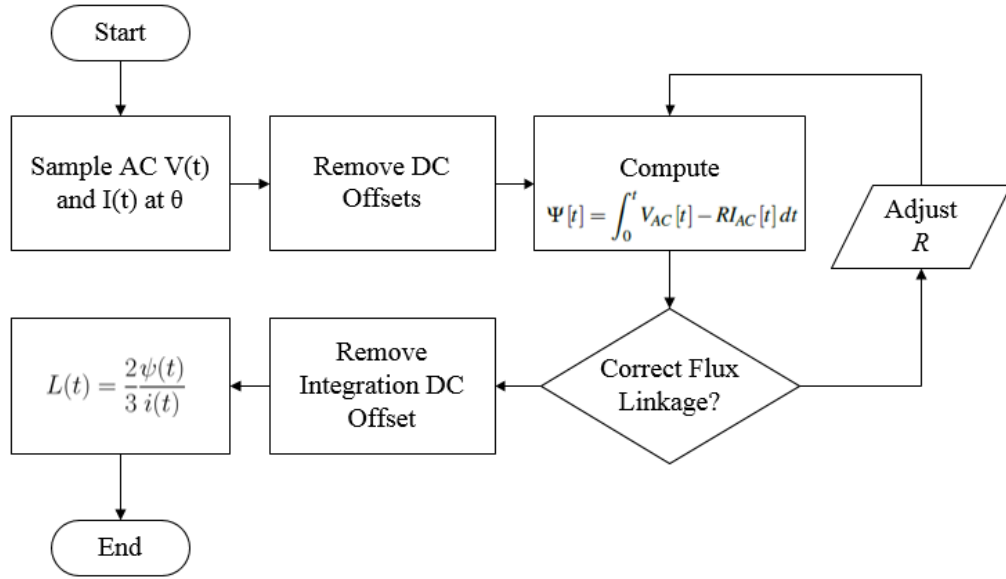 Start
Sample AC V(t)
and I(t) at θ
Remove DC
Offsets
Compute
Ψ[t] = ∫₀ᵗ V_AC[t] − RI_AC[t] dt
Adjust
R
Correct Flux
Linkage?
Remove
Integration DC
Offset
L(t) = 2/3 ψ(t)/i(t)
End